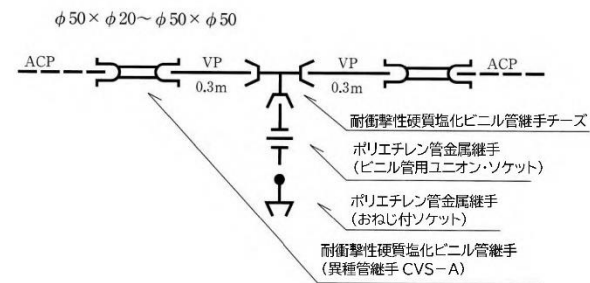 φ50×φ20～φ50×φ50
ACP VP VP ACP
0.3m 0.3m
耐衝撃性硬質塩化ビニル管継手チーズ
ポリエチレン管金属継手
(ビニル管用ユニオン・ソケット)
ポリエチレン管金属継手
(おねじ付ソケット)
耐衝撃性硬質塩化ビニル管継手
(異種管継手CVS－A)